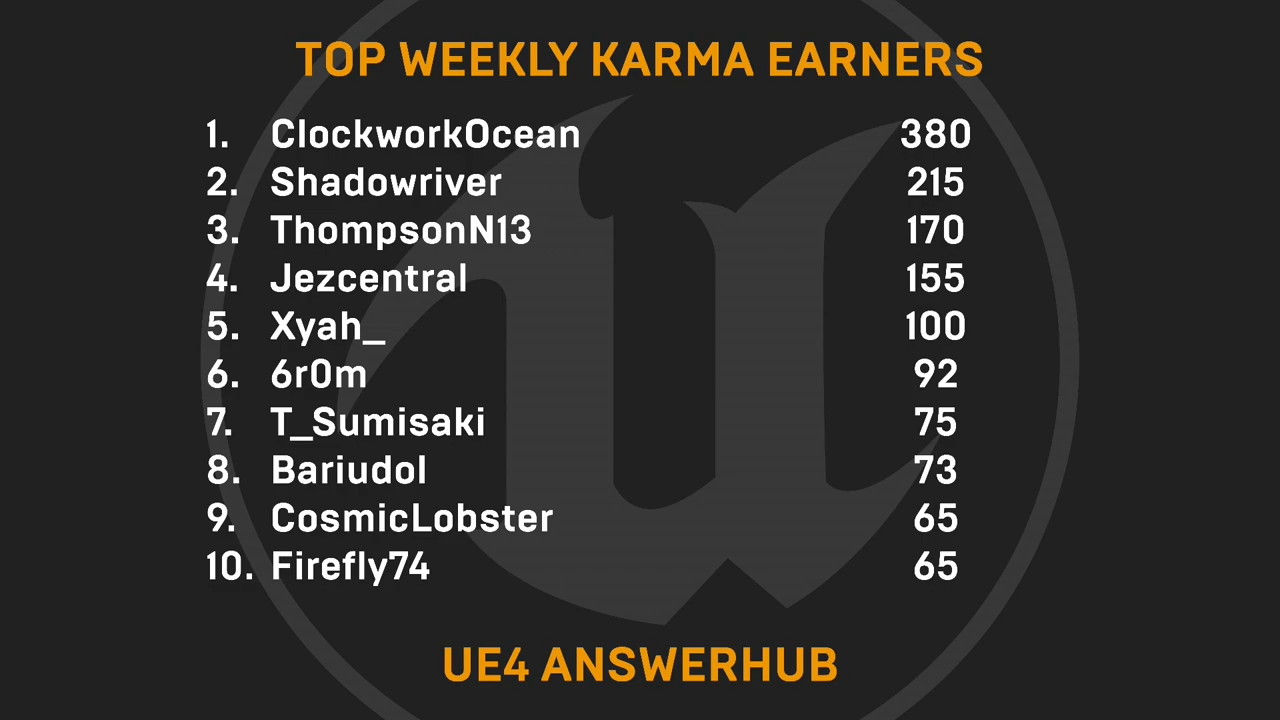 TOP WEEKLY KARMA EARNERS
1. ClockworkOcean 380
2. Shadowriver 215
3. ThompsonN13 170
4. Jezcentral 155
5. Xyah_ 100
6. 6r0m 92
7. T_Sumisaki 75
8. Bariudol 73
9. CosmicLobster 65
10. Firefly74 65
UE4 ANSWERHUB